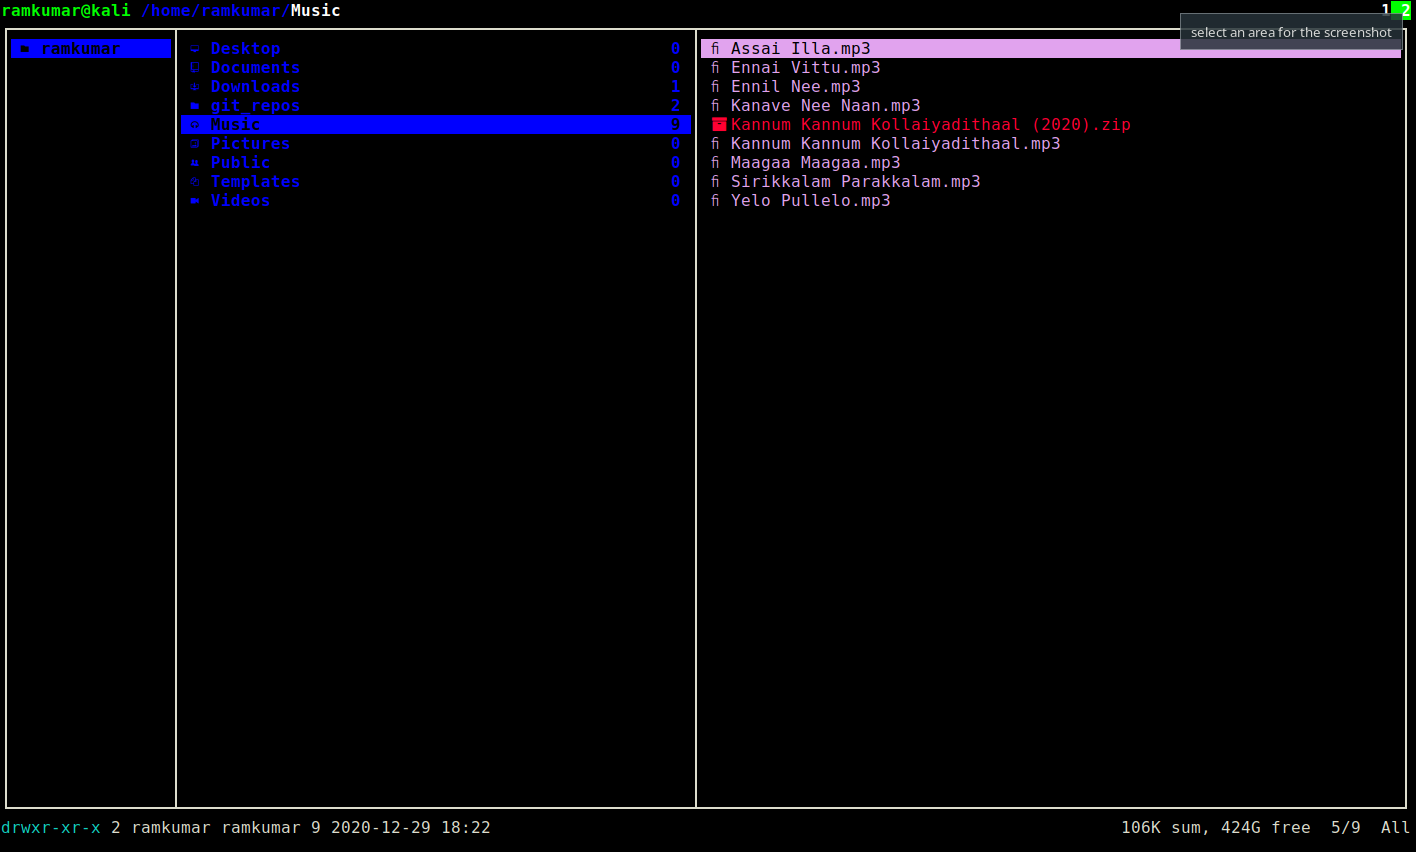 ramkumar@kali /home/ramkumar/Music 1 2
select an area for the screenshot
ramkumar
Desktop 0
Documents 0
Downloads 1
git_repos 2
Music 9
Pictures 0
Public 0
Templates 0
Videos 0
Assai Illa.mp3
Ennai Vittu.mp3
Ennil Nee.mp3
Kanave Nee Naan.mp3
Kannum Kannum Kollaiyadithaal (2020).zip
Kannum Kannum Kollaiyadithaal.mp3
Maagaa Maagaa.mp3
Sirikkalam Parakkalam.mp3
Yelo Pullelo.mp3
drwxr-xr-x 2 ramkumar ramkumar 9 2020-12-29 18:22 106K sum, 424G free 5/9 All